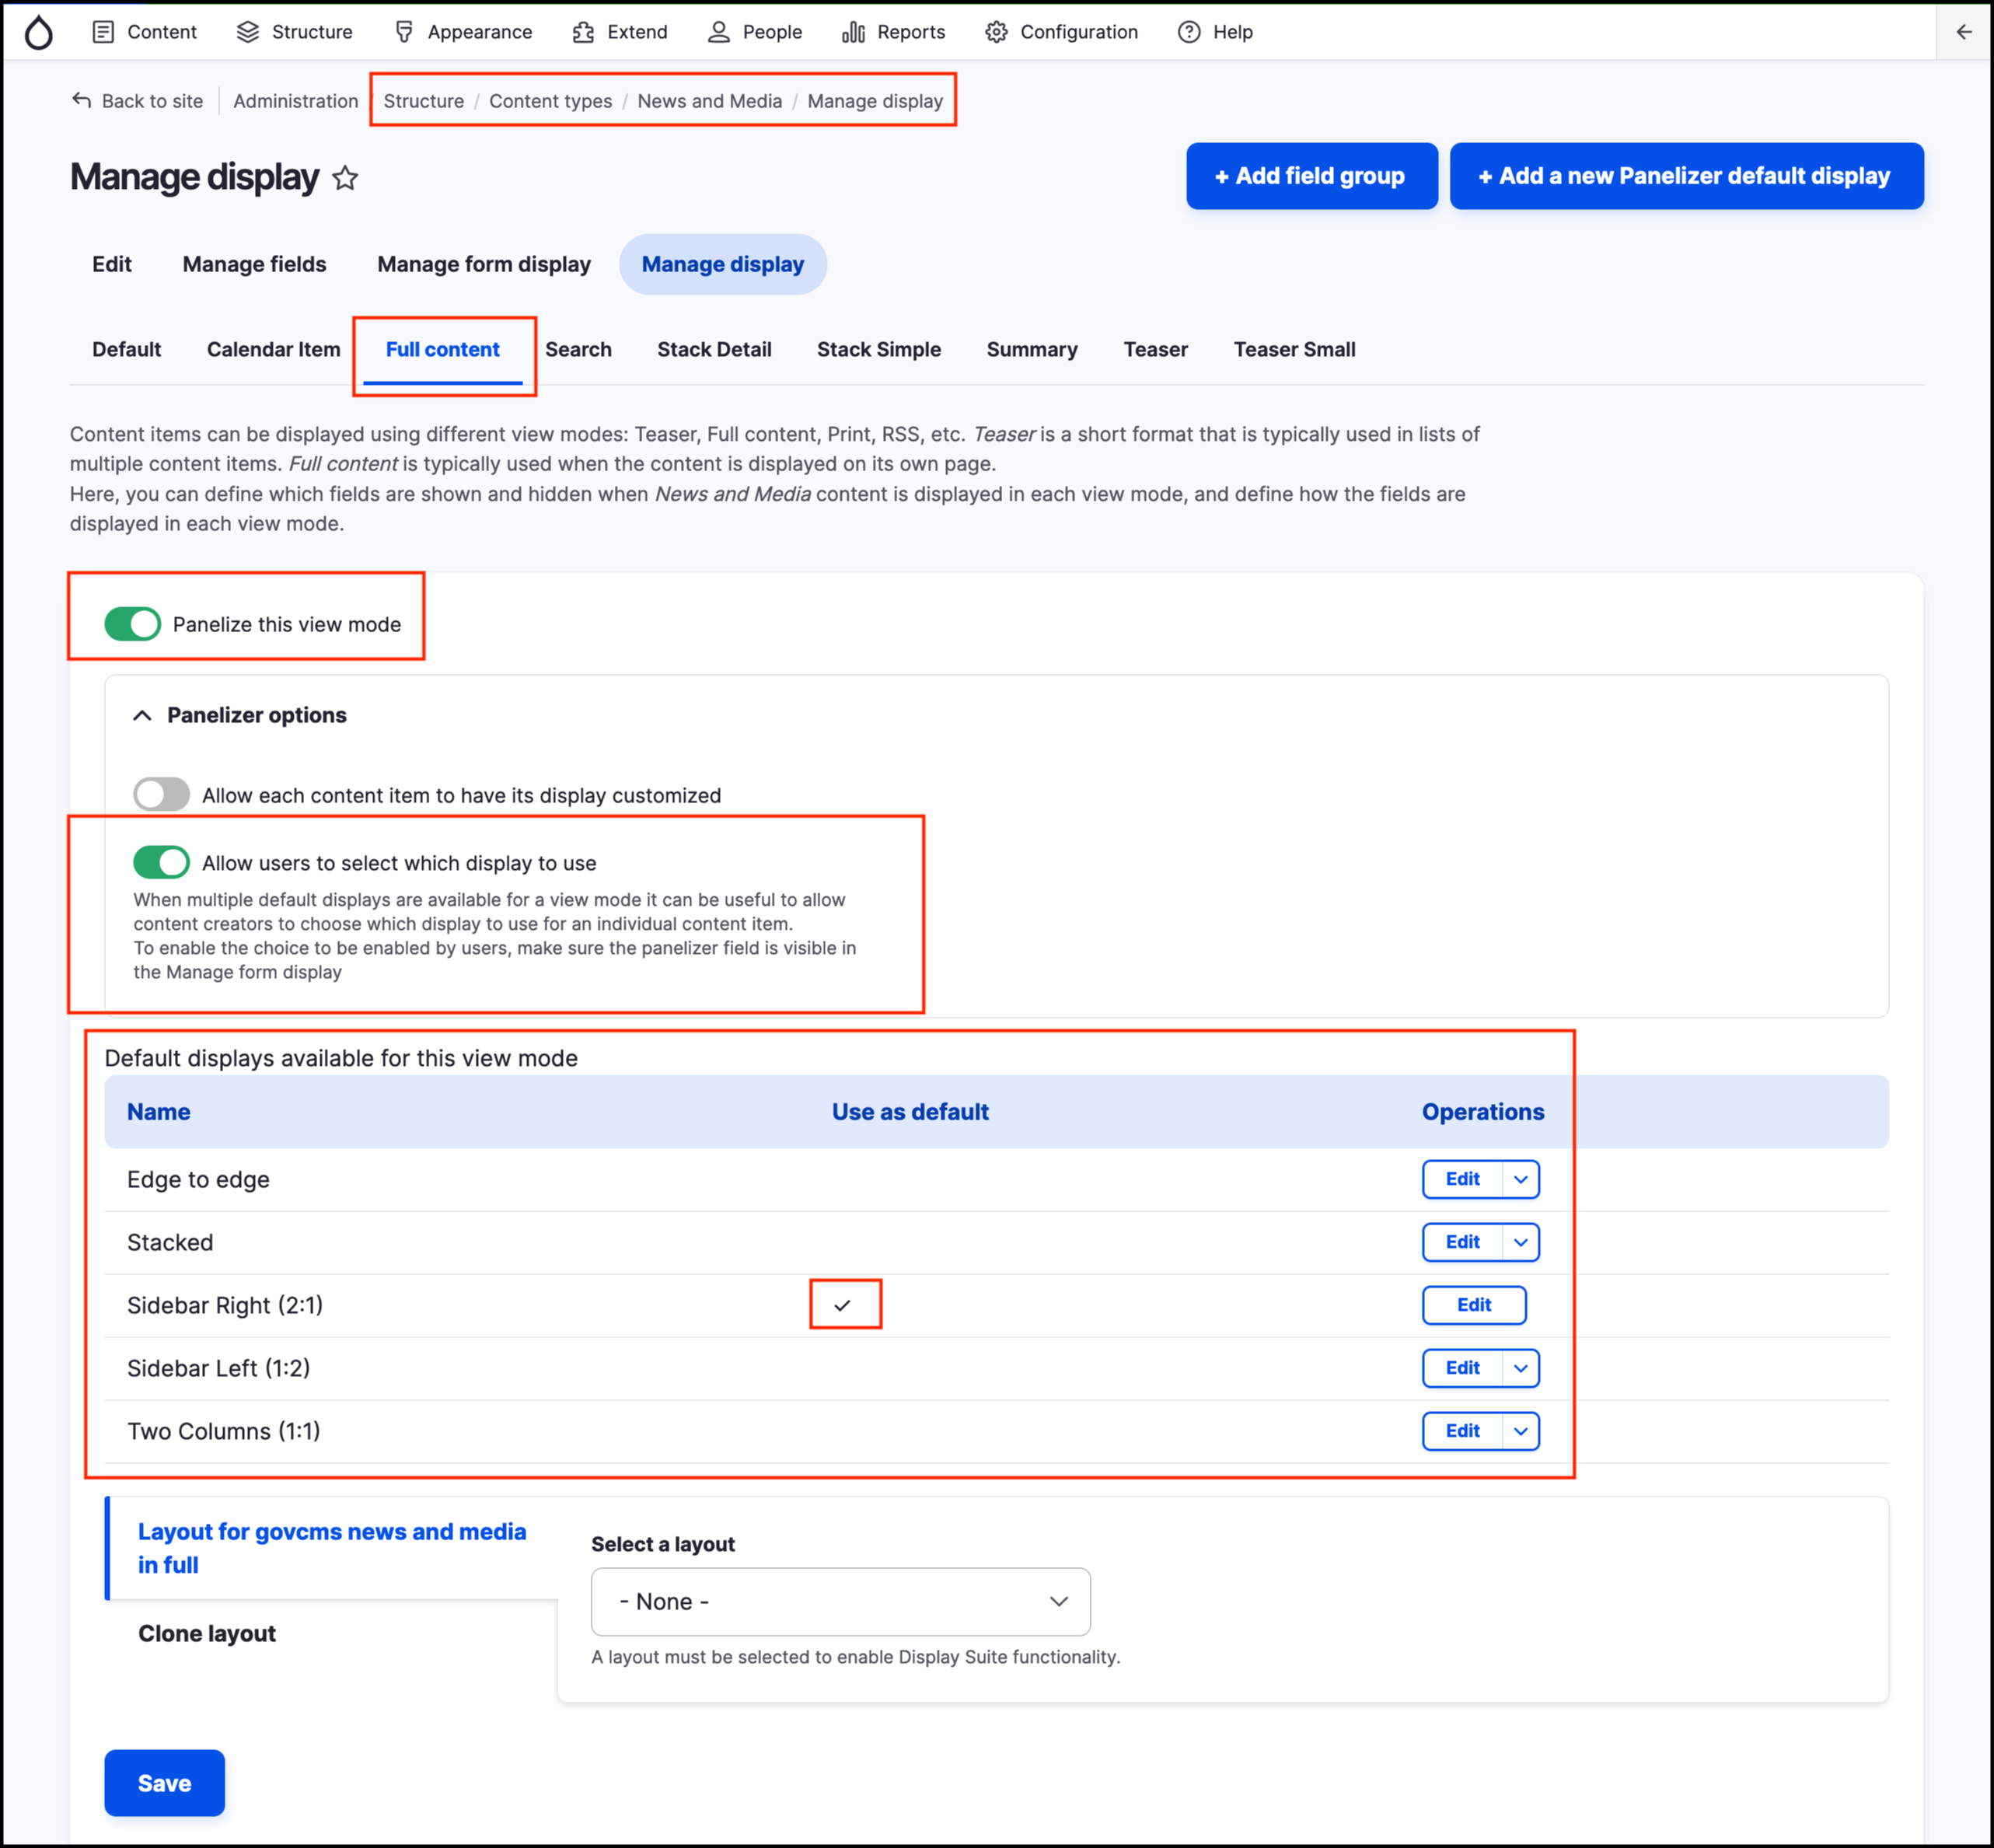 Content Structure Appearance Extend People Reports Configuration Help
Back to site Administration Structure / Content types / News and Media / Manage display
Manage display
+ Add field group + Add a new Panelizer default display
Edit Manage fields Manage form display Manage display
Default Calendar Item Full content Search Stack Detail Stack Simple Summary Teaser Teaser Small
Content items can be displayed using different view modes: Teaser, Full content, Print, RSS, etc. Teaser is a short format that is typically used in lists of
multiple content items. Full content is typically used when the content is displayed on its own page.
Here, you can define which fields are shown and hidden when News and Media content is displayed in each view mode, and define how the fields are
displayed in each view mode.
Panelize this view mode
Panelizer options
Allow each content item to have its display customized
Allow users to select which display to use
When multiple default displays are available for a view mode it can be useful to allow
content creators to choose which display to use for an individual content item.
To enable the choice to be enabled by users, make sure the panelizer field is visible in
the Manage form display
Default displays available for this view mode
Name Use as default Operations
Edge to edge Edit
Stacked Edit
Sidebar Right (2:1) ✓ Edit
Sidebar Left (1:2) Edit
Two Columns (1:1) Edit
Layout for govcms news and media
in full
Clone layout
Select a layout
- None -
A layout must be selected to enable Display Suite functionality.
Save